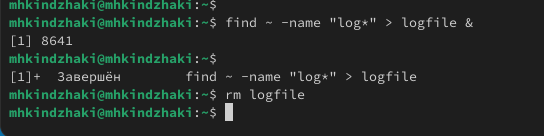 mhkindzhaki@mhkindzhaki:~$
mhkindzhaki@mhkindzhaki:~$ find ~ -name "log*" > logfile &
[1] 8641
mhkindzhaki@mhkindzhaki:~$
[1]+  Завершён        find ~ -name "log*" > logfile
mhkindzhaki@mhkindzhaki:~$ rm logfile
mhkindzhaki@mhkindzhaki:~$